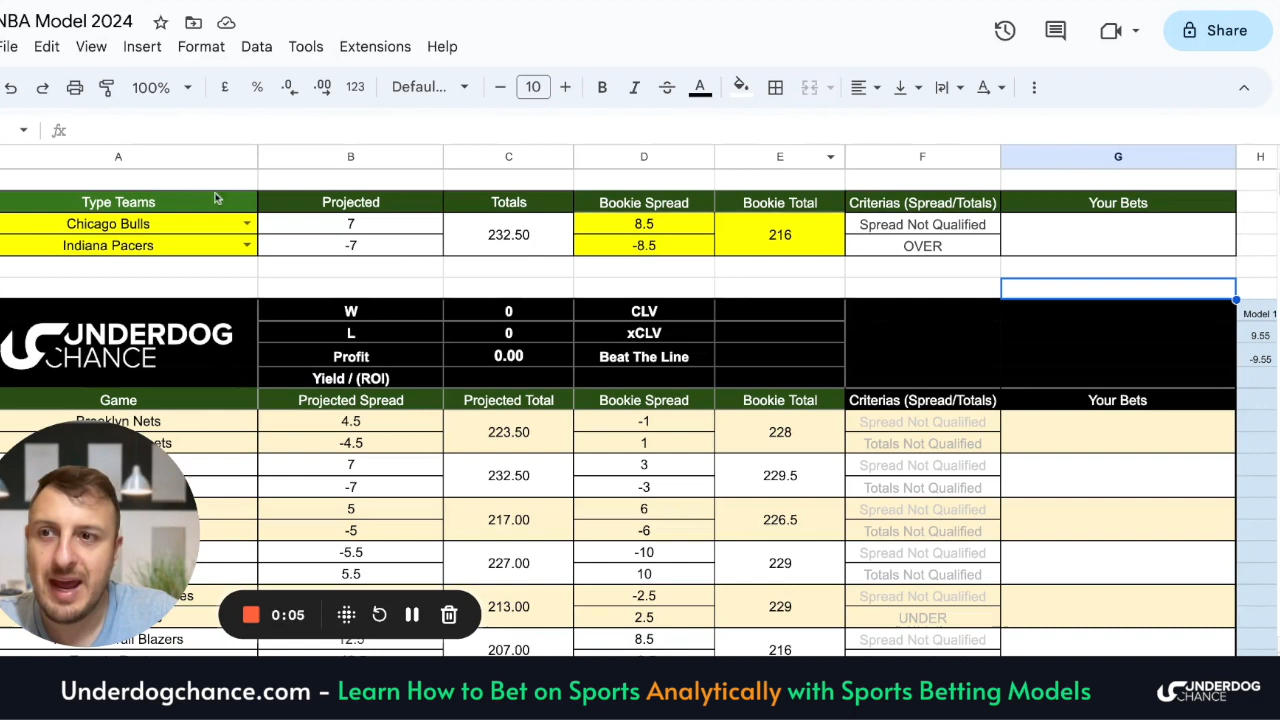 NBA Model 2024
File Edit View Insert Format Data Tools Extensions Help
Share
100% £ % .0 .00 123 Defaul... 10 B I A
fx
A B C D E F G H
Type Teams Projected Totals Bookie Spread Bookie Total Criterias (Spread/Totals) Your Bets
Chicago Bulls 7 232.50 8.5 216 Spread Not Qualified
Indiana Pacers -7 -8.5 OVER
UNDERDOG
CHANCE
W 0 CLV Model 1
L 0 xCLV 9.55
Profit 0.00 Beat The Line -9.55
Yield / (ROI)
Game Projected Spread Projected Total Bookie Spread Bookie Total Criterias (Spread/Totals) Your Bets
Brooklyn Nets 4.5 223.50 -1 228 Spread Not Qualified
-4.5 1 Totals Not Qualified
7 232.50 3 229.5 Spread Not Qualified
-7 -3 Totals Not Qualified
5 217.00 6 226.5 Spread Not Qualified
-5 -6 Totals Not Qualified
-5.5 227.00 -10 229 Spread Not Qualified
5.5 10 Totals Not Qualified
213.00 -2.5 229 Spread Not Qualified
2.5 UNDER
0:05
Blazers 12.5 207.00 8.5 216 Spread Not Qualified
Underdogchance.com - Learn How to Bet on Sports Analytically with Sports Betting Models
UNDERDOG
CHANCE